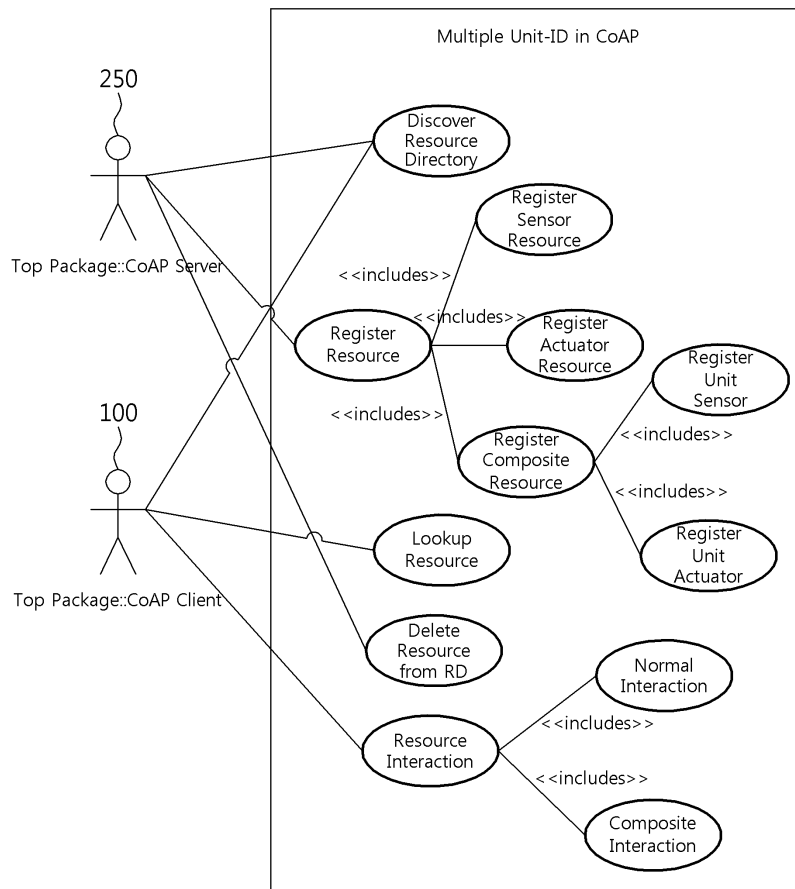 Multiple Unit-ID in CoAP
250
Top Package::CoAP Server
100
Top Package::CoAP Client
Discover
Resource
Directory
Register
Sensor
Resource
<<includes>>
<<includes>>
Register
Resource
Register
Actuator
Resource
<<includes>>
Register
Composite
Resource
Register
Unit
Sensor
<<includes>>
<<includes>>
Register
Unit
Actuator
Lookup
Resource
Delete
Resource
from RD
Resource
Interaction
Normal
Interaction
<<includes>>
<<includes>>
Composite
Interaction